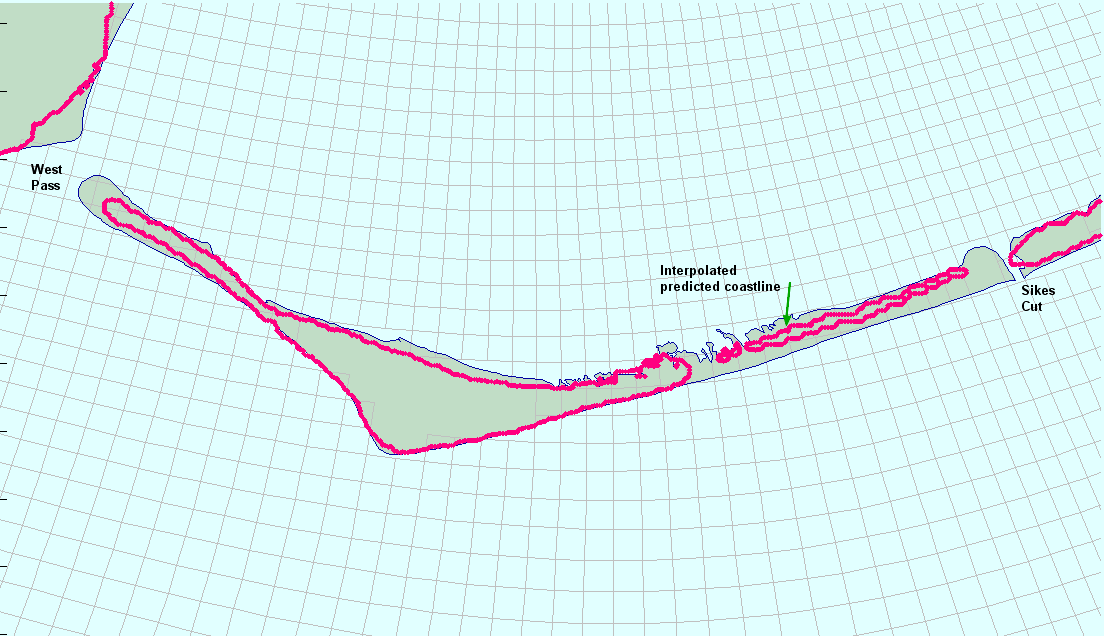 West
Pass
Interpolated
predicted coastline
Sikes
Cut